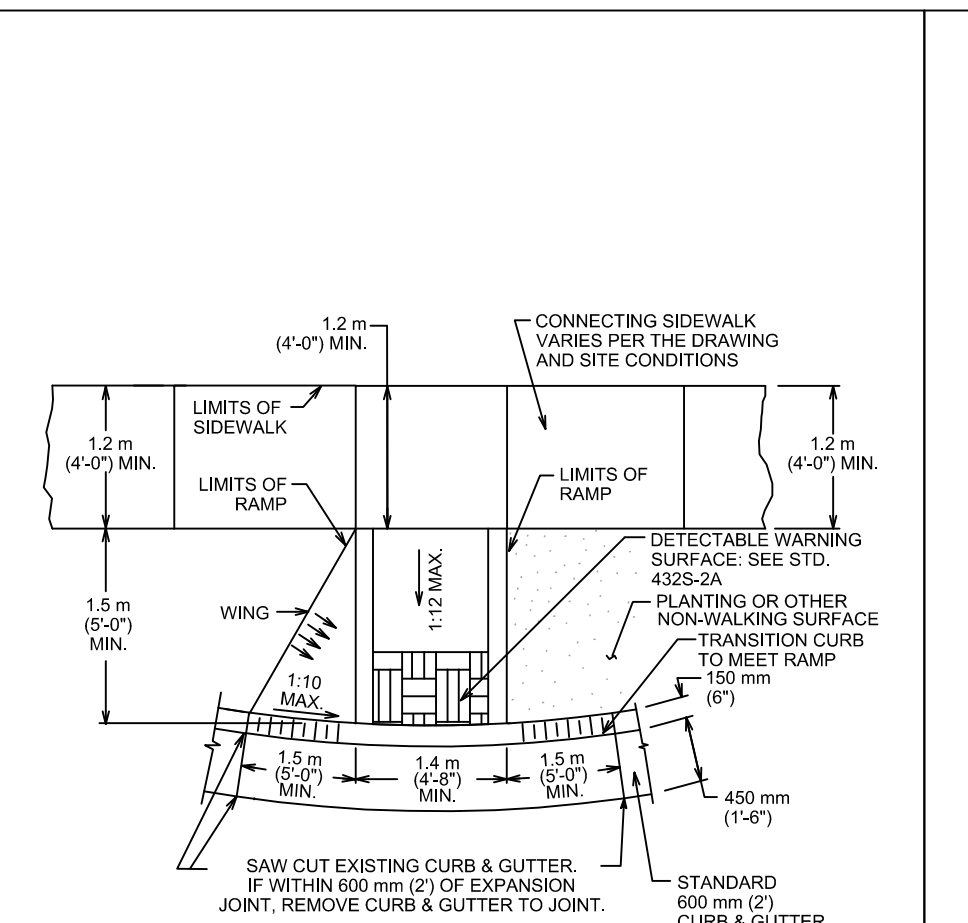 1.2 m
(4'-0") MIN.
CONNECTING SIDEWALK
VARIES PER THE DRAWING
AND SITE CONDITIONS
LIMITS OF
SIDEWALK
1.2 m
(4'-0") MIN.
1.2 m
(4'-0") MIN.
LIMITS OF
RAMP
LIMITS OF
RAMP
DETECTABLE WARNING
SURFACE: SEE STD.
432S-2A
1:12 MAX.
1.5 m
(5'-0")
MIN.
WING
PLANTING OR OTHER
NON-WALKING SURFACE
TRANSITION CURB
TO MEET RAMP
150 mm
(6")
1:10
MAX.
1.5 m
(5'-0")
MIN.
1.4 m
(4'-8")
MIN.
1.5 m
(5'-0")
MIN.
450 mm
(1'-6")
SAW CUT EXISTING CURB & GUTTER.
IF WITHIN 600 mm (2') OF EXPANSION
JOINT, REMOVE CURB & GUTTER TO JOINT.
STANDARD
600 mm (2')
CURB & GUTTER